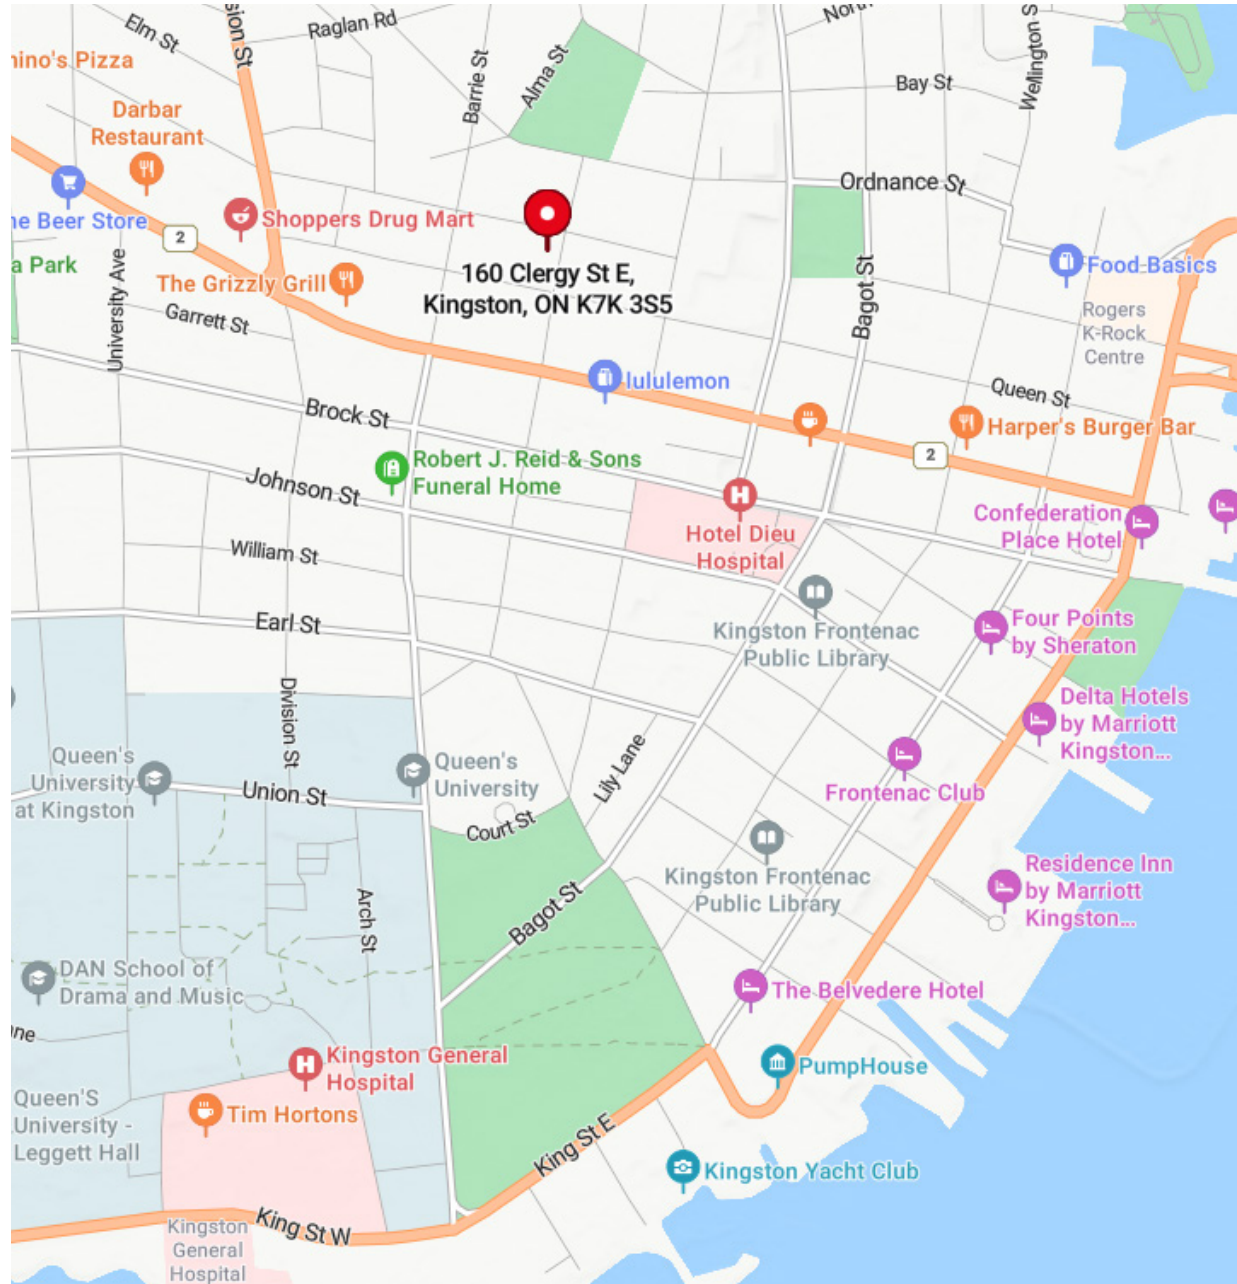 Elm St
sion St
Raglan Rd
North
Barrie St
Alma St
Wellington S
Bay St
nino's Pizza
Darbar
Restaurant
Ordnance St
ne Beer Store
2
Shoppers Drug Mart
a Park
The Grizzly Grill
160 Clergy St E,
Kingston, ON K7K 3S5
Food Basics
University Ave
Garrett St
Bagot St
Rogers
K-Rock
Centre
lululemon
Queen St
Brock St
Harper's Burger Bar
2
Robert J. Reid & Sons
Funeral Home
Johnson St
Hotel Dieu
Hospital
Confederation
Place Hotel
William St
Earl St
Kingston Frontenac
Public Library
Four Points
by Sheraton
Division St
Delta Hotels
by Marriott
Kingston...
Queen's
University
at Kingston
Queen's
University
Lily Lane
Union St
Frontenac Club
Court St
Kingston Frontenac
Public Library
Residence Inn
by Marriott
Kingston...
Arch St
Bagot St
DAN School of
Drama and Music
The Belvedere Hotel
ne
Kingston General
Hospital
PumpHouse
Queen'S
University -
Leggett Hall
Tim Hortons
King St E
Kingston Yacht Club
King St W
Kingston
General
Hospital